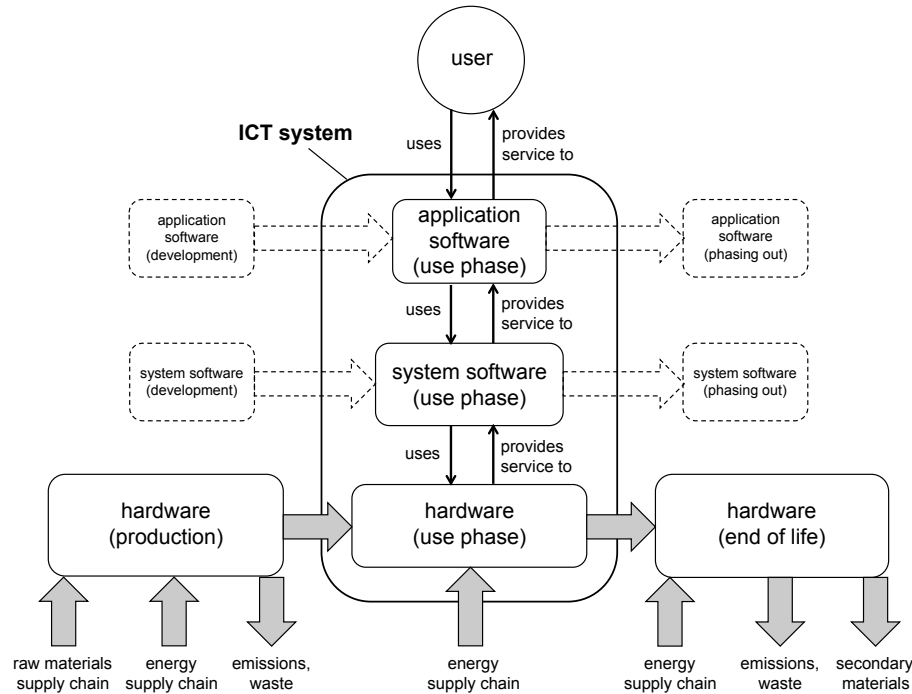 user
ICT system
uses
provides
service to
application
software
(development)
application
software
(use phase)
application
software
(phasing out)
uses
provides
service to
system software
(development)
system software
(use phase)
system software
(phasing out)
uses
provides
service to
hardware
(production)
hardware
(use phase)
hardware
(end of life)
raw materials
supply chain
energy
supply chain
emissions,
waste
energy
supply chain
energy
supply chain
emissions,
waste
secondary
materials